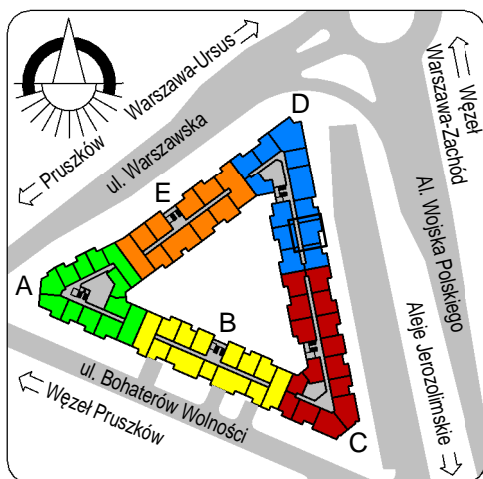 Warszawa-Ursus
Pruszków
ul. Warszawska
Węzeł
Warszawa-Zachód
Al. Wojska Polskiego
Aleje Jerozolimskie
D
E
A
B
C
ul. Bohaterów Wolności
Węzeł Pruszków